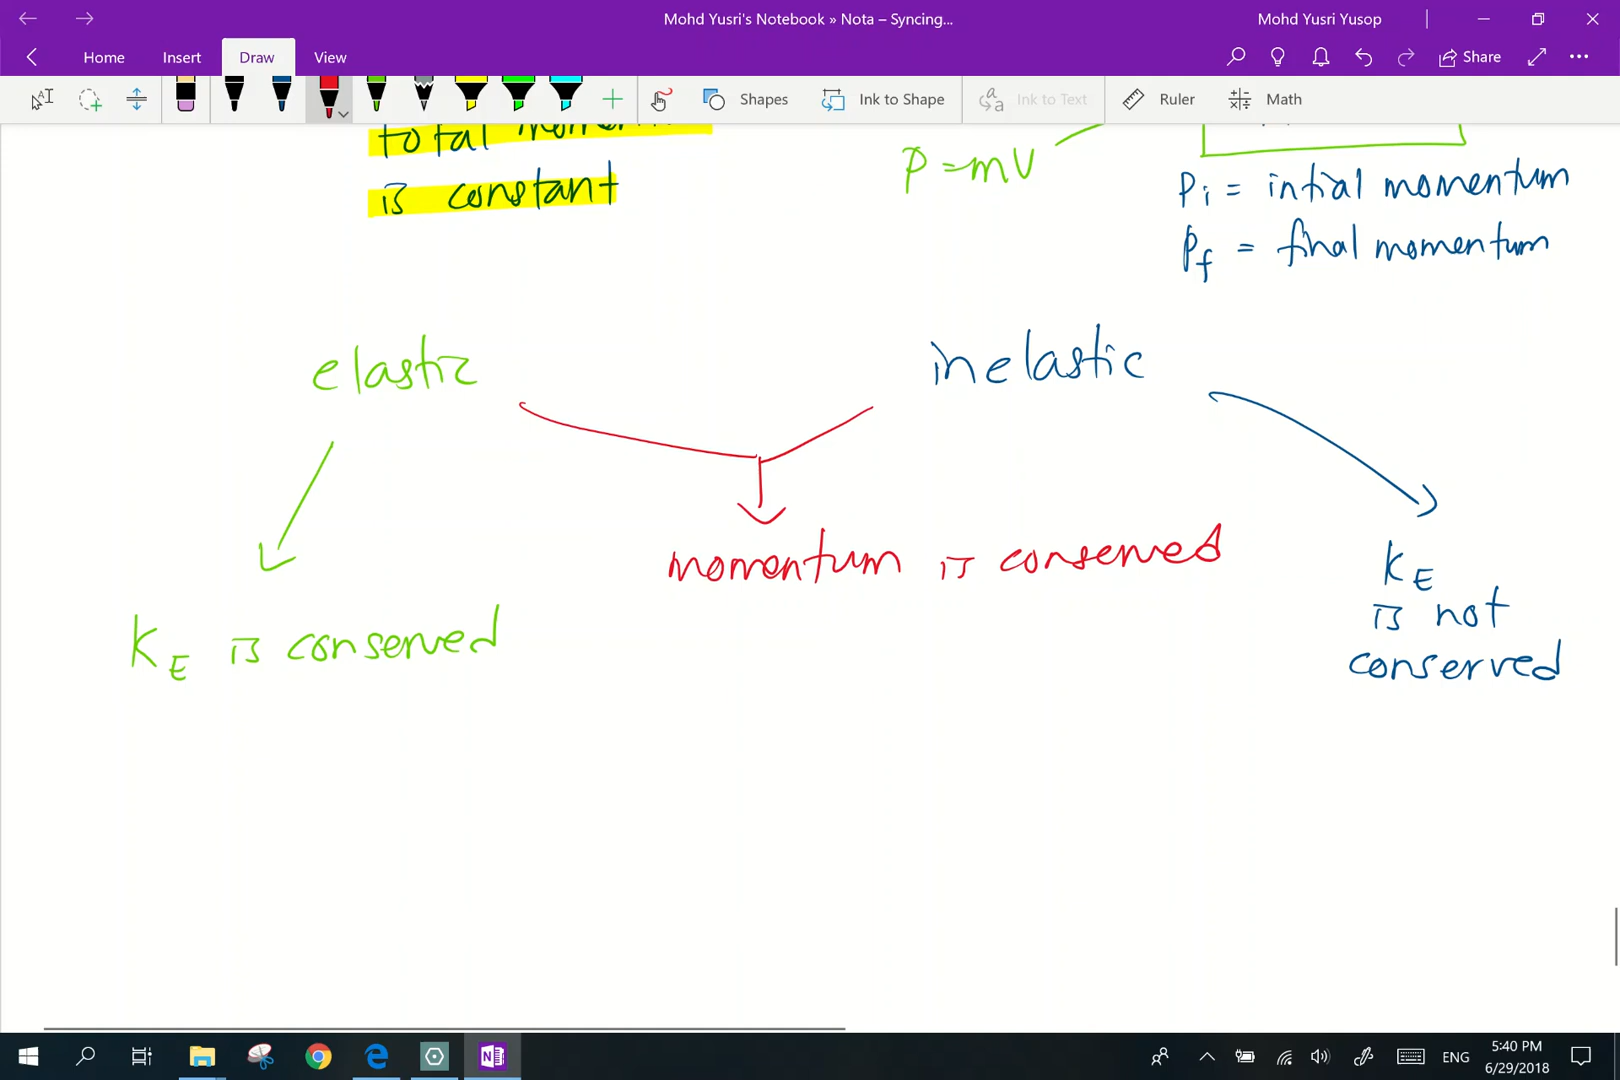 Mohd Yusri's Notebook » Nota – Syncing...
Mohd Yusri Yusop
Home Insert Draw View
Share
Shapes Ink to Shape Ink to Text Ruler Math
total
is constant
P = mV
Pi = intial momentum
Pf = final momentum
elastic
inelastic
momentum is conserved
KE is conserved
KE
is not
conserved
ENG
5:40 PM
6/29/2018